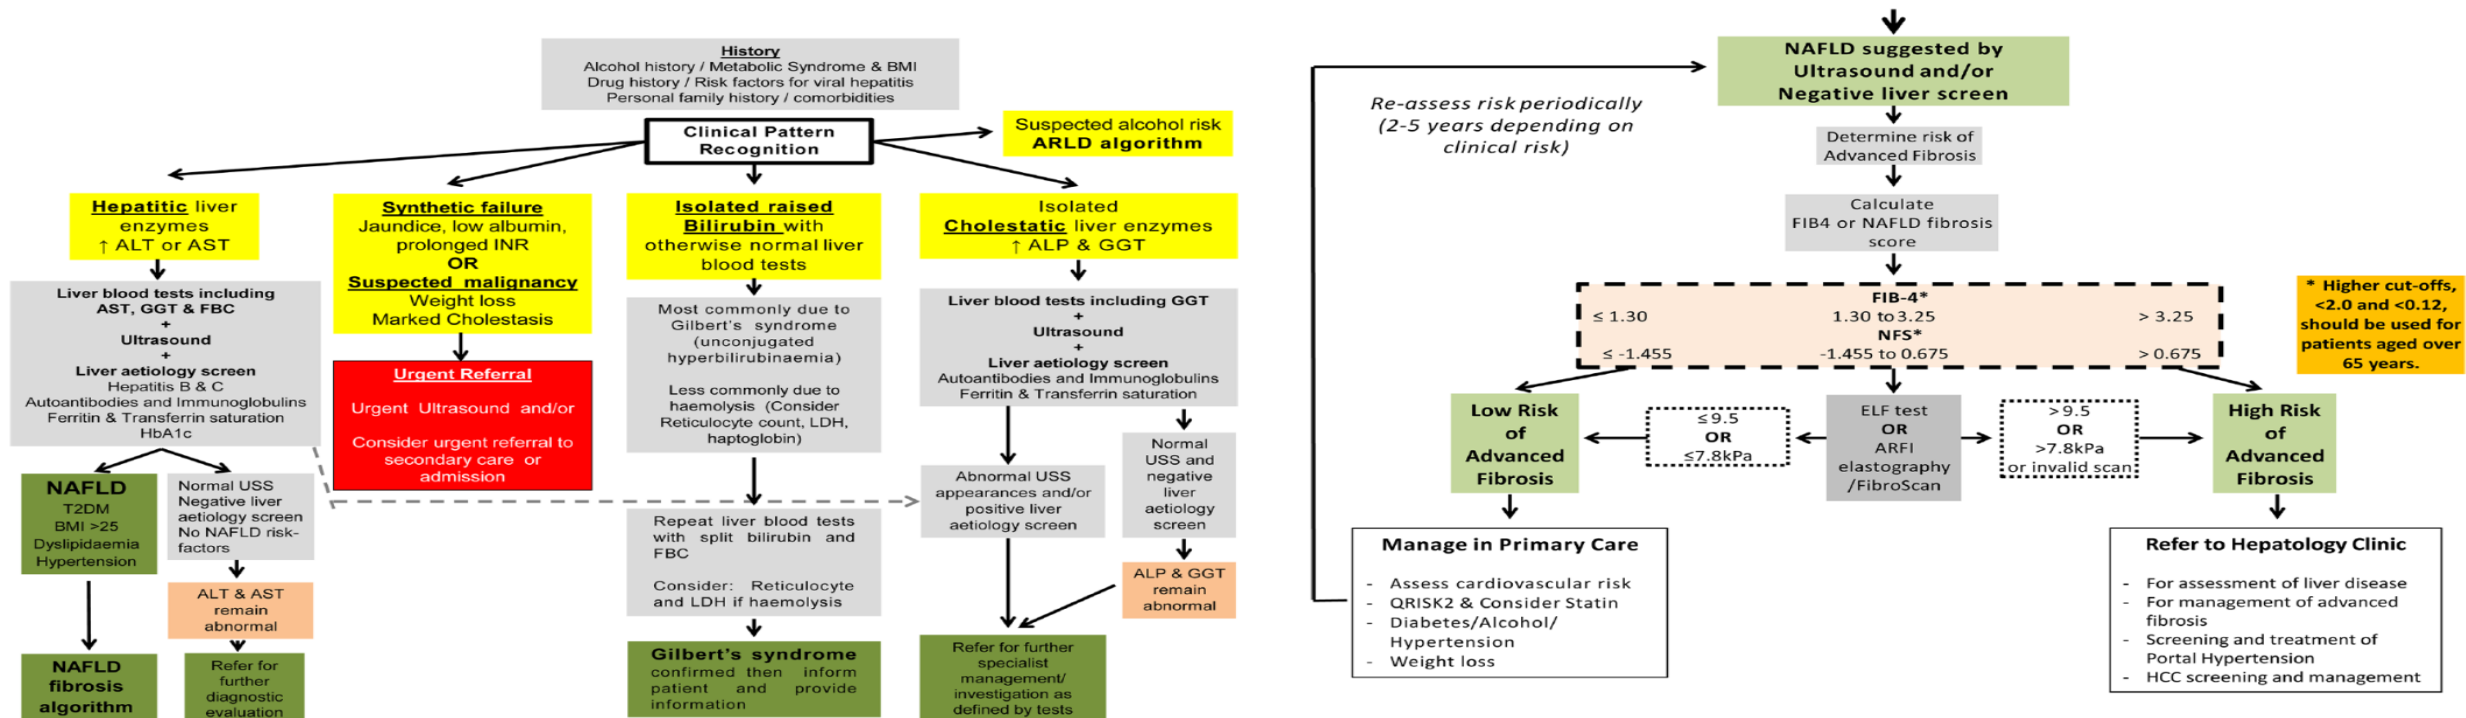 History
Alcohol history / Metabolic Syndrome & BMI
Drug history / Risk factors for viral hepatitis
Personal family history / comorbidities
Clinical Pattern
Recognition
Suspected alcohol risk
ARLD algorithm
Hepatitic liver
enzymes
↑ ALT or AST
Liver blood tests including
AST, GGT & FBC
+
Ultrasound
+
Liver aetiology screen
Hepatitis B & C
Autoantibodies and Immunoglobulins
Ferritin & Transferrin saturation
HbA1c
NAFLD
T2DM
BMI >25
Dyslipidaemia
Hypertension
NAFLD
fibrosis
algorithm
Normal USS
Negative liver
aetiology screen
No NAFLD risk-
factors
ALT & AST
remain
abnormal
Refer for
further
diagnostic
evaluation
Synthetic failure
Jaundice, low albumin,
prolonged INR
OR
Suspected malignancy
Weight loss
Marked Cholestasis
Urgent Referral
Urgent Ultrasound and/or
Consider urgent referral to
secondary care or
admission
Isolated raised
Bilirubin with
otherwise normal liver
blood tests
Most commonly due to
Gilbert's syndrome
(unconjugated
hyperbilirubinaemia)
Less commonly due to
haemolysis (Consider
Reticulocyte count, LDH,
haptoglobin)
Repeat liver blood tests
with split bilirubin and
FBC
Consider: Reticulocyte
and LDH if haemolysis
Gilbert's syndrome
confirmed then inform
patient and provide
information
Isolated
Cholestatic liver enzymes
↑ ALP & GGT
Liver blood tests including GGT
+
Ultrasound
+
Liver aetiology screen
Autoantibodies and Immunoglobulins
Ferritin & Transferrin saturation
Abnormal USS
appearances and/or
positive liver
aetiology screen
Normal
USS and
negative
liver
aetiology
screen
ALP & GGT
remain
abnormal
Refer for further
specialist
management/
investigation as
defined by tests
NAFLD suggested by
Ultrasound and/or
Negative liver screen
Re-assess risk periodically
(2-5 years depending on
clinical risk)
Determine risk of
Advanced Fibrosis
Calculate
FIB4 or NAFLD fibrosis
score
FIB-4*
≤ 1.30 1.30 to 3.25 > 3.25
NFS*
≤ -1.455 -1.455 to 0.675 > 0.675
* Higher cut-offs,
<2.0 and <0.12,
should be used for
patients aged over
65 years.
Low Risk
of
Advanced
Fibrosis
≤9.5
OR
≤7.8kPa
ELF test
OR
ARFI
elastography
/FibroScan
>9.5
OR
>7.8kPa
or invalid scan
High Risk
of
Advanced
Fibrosis
Manage in Primary Care
- Assess cardiovascular risk
- QRISK2 & Consider Statin
- Diabetes/Alcohol/
Hypertension
- Weight loss
Refer to Hepatology Clinic
- For assessment of liver disease
- For management of advanced
fibrosis
- Screening and treatment of
Portal Hypertension
- HCC screening and management